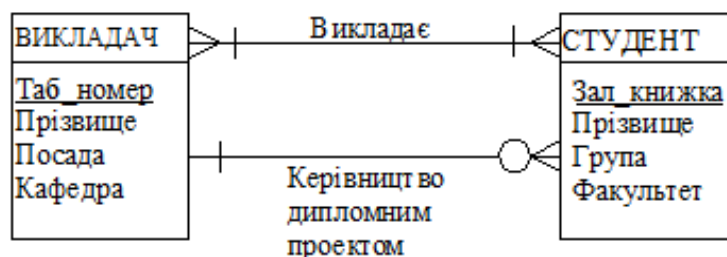 ВИКЛАДАЧ
Таб_номер
Прізвище
Посада
Кафедра
Викладає
Керівництво
дипломним
проектом
СТУДЕНТ
Зал_книжка
Прізвище
Група
Факультет